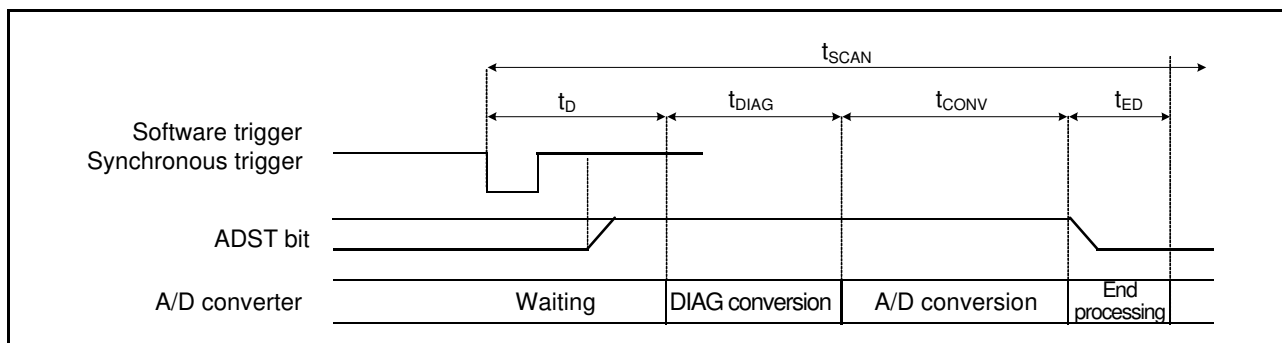 tSCAN
tD tDIAG tCONV tED
Software trigger
Synchronous trigger
ADST bit
A/D converter Waiting DIAG conversion A/D conversion End processing